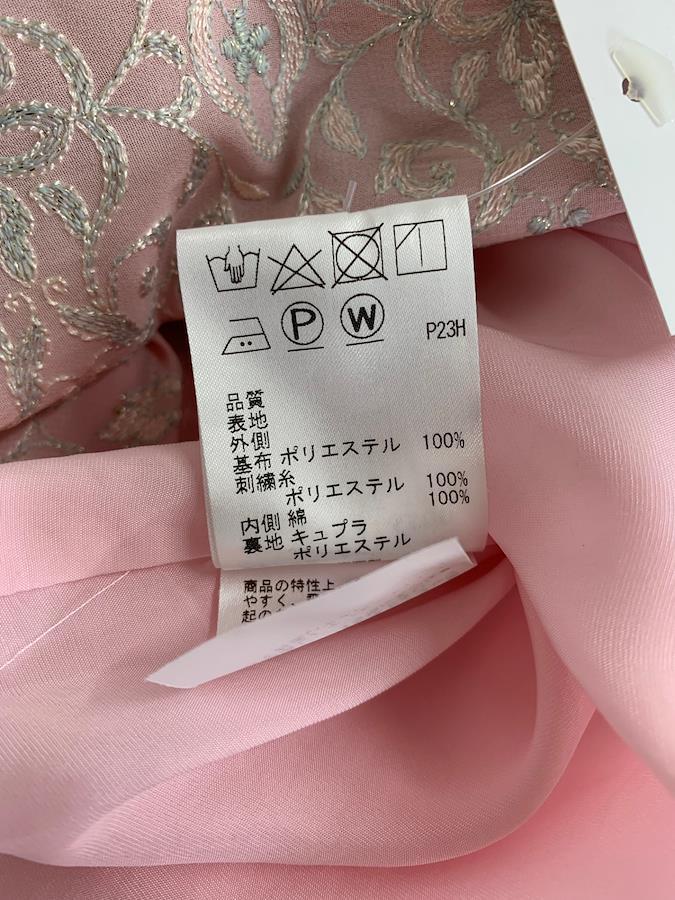 P W P23H
品質
表地
外側
基布 ポリエステル 100%
刺繍糸
ポリエステル 100%
内側 綿 100%
裏地 キュプラ
ポリエステル
商品の特性上
やすく、
起の